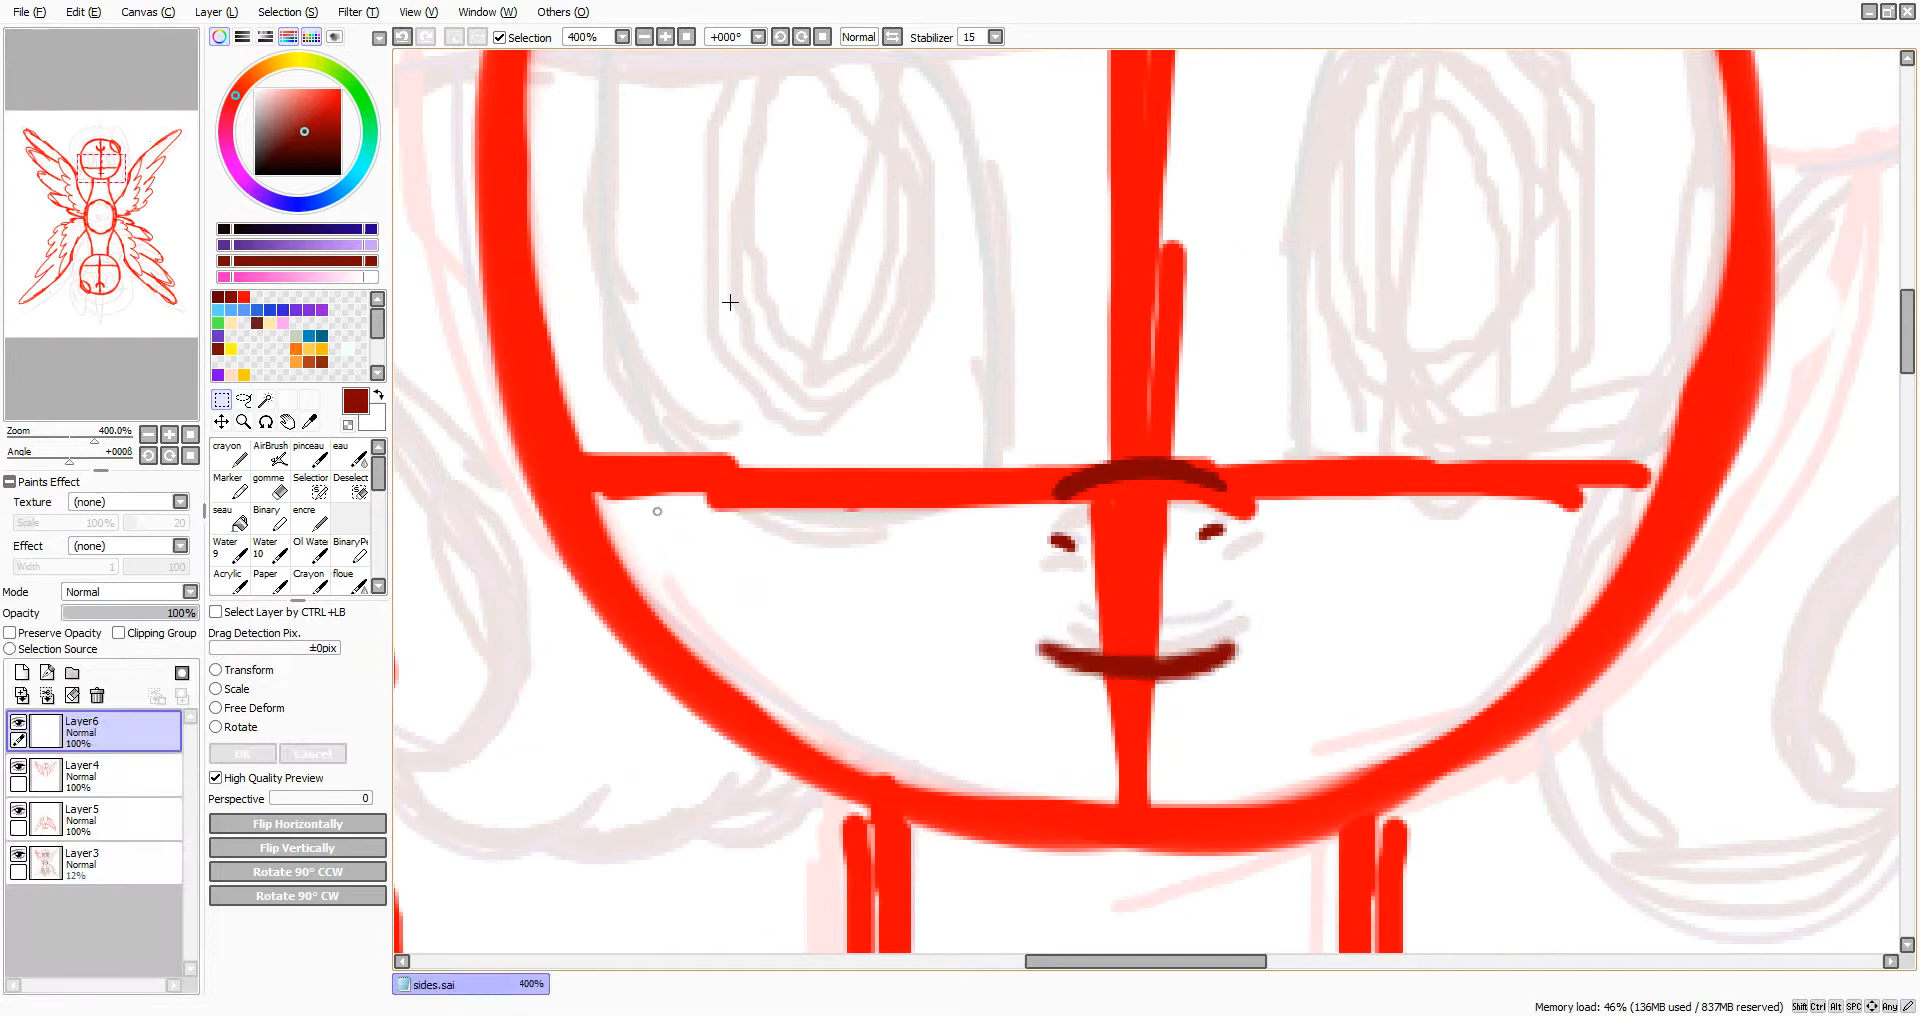 File (F) Edit (E) Canvas (C) Layer (L) Selection (S) Filter (T) View (V) Window (W) Others (O)
Selection 400% +000° Normal Stabilizer 15
Zoom 400.0%
Angle +000ß
Paints Effect
Texture (none)
Scale 100% 20
Effect (none)
Width 1 100
Mode Normal
Opacity 100%
Preserve Opacity Clipping Group
Selection Source
Layer6
Normal
100%
Layer4
Normal
100%
Layer5
Normal
100%
Layer3
Normal
12%
crayon AirBrush pinceau eau
Marker gomme Selection Deselect
seau Binary encre
Water 9 Water 10 Ol Water BinaryPe
Acrylic Paper Crayon floue
Select Layer by CTRL+LB
Drag Detection Pix.
±0pix
Transform
Scale
Free Deform
Rotate
OK Cancel
High Quality Preview
Perspective 0
Flip Horizontally
Flip Vertically
Rotate 90° CCW
Rotate 90° CW
sides.sai 400%
Memory load: 46% (136MB used / 837MB reserved) Shift Ctrl Alt SPC Any